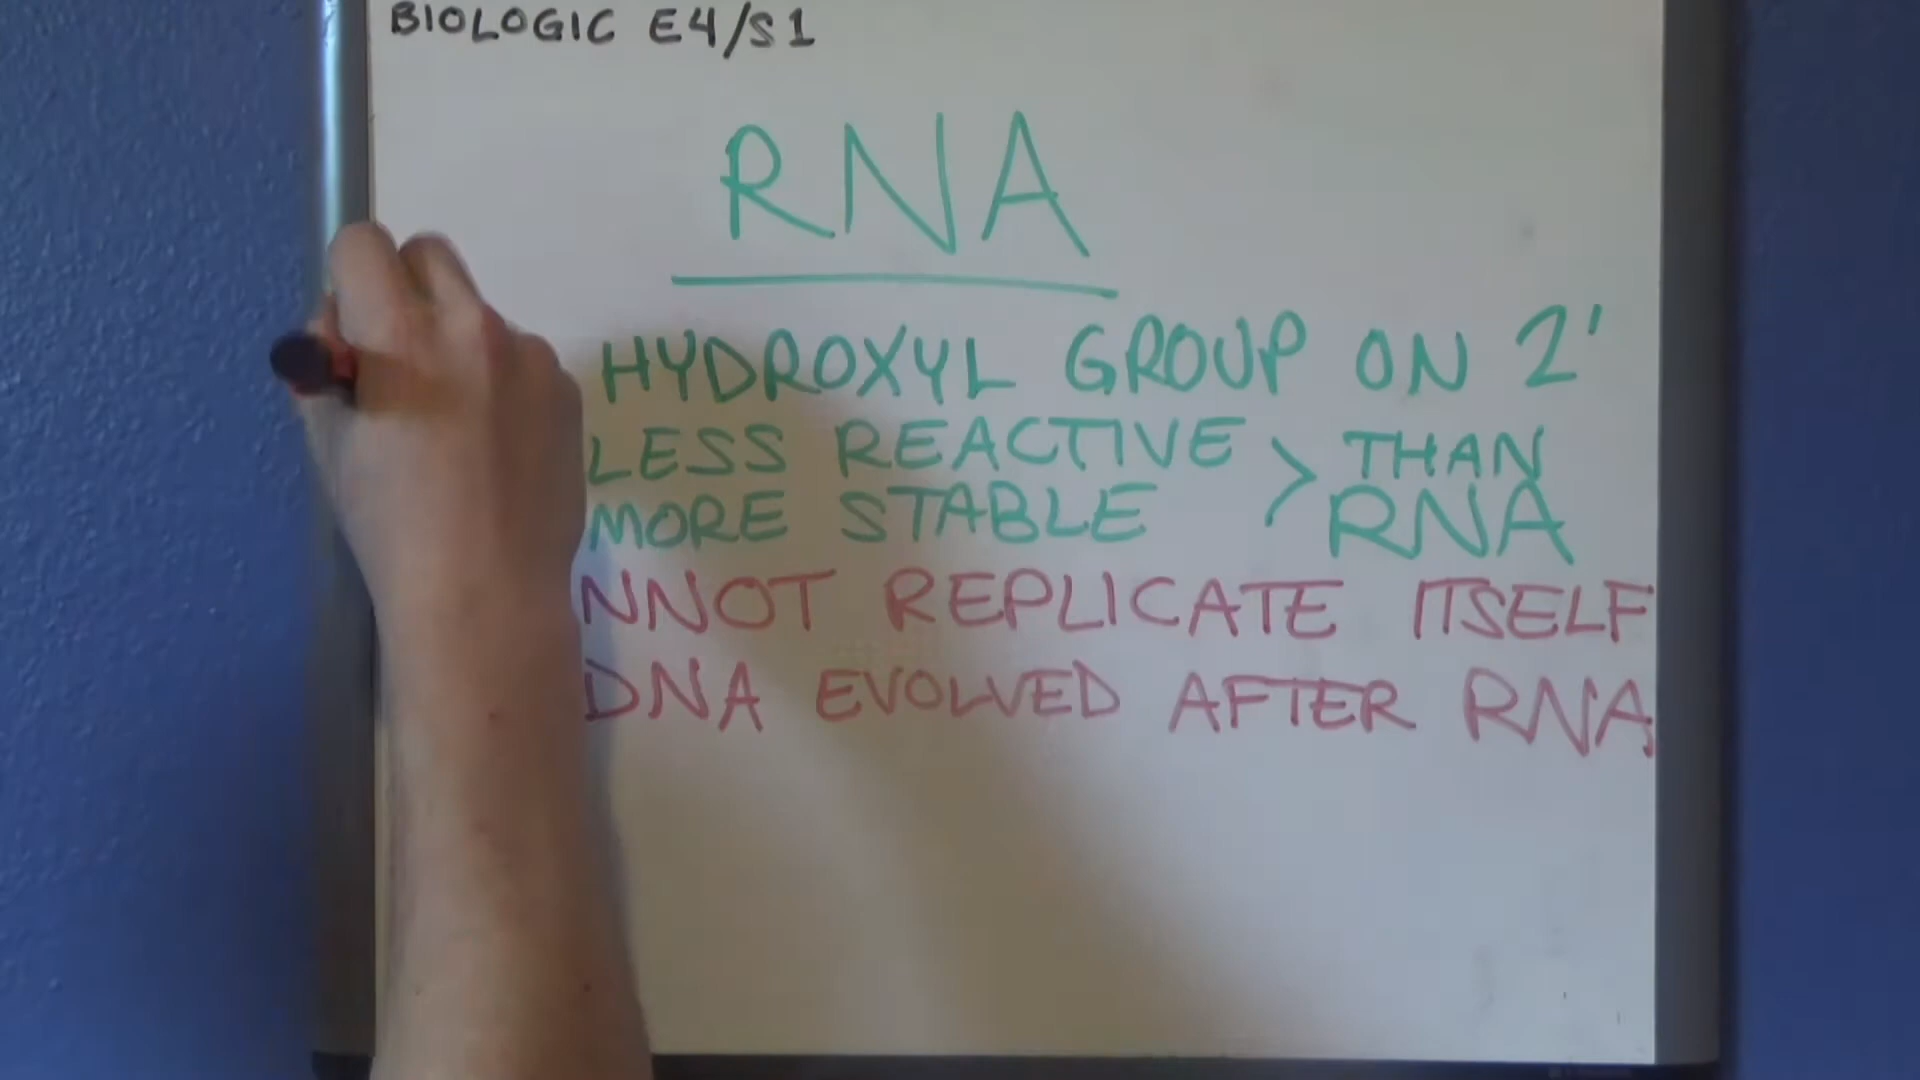 BIOLOGIC E4/S1
RNA
HYDROXYL GROUP ON 2'
LESS REACTIVE > THAN
MORE STABLE RNA
NNOT REPLICATE ITSELF
DNA EVOLVED AFTER RNA